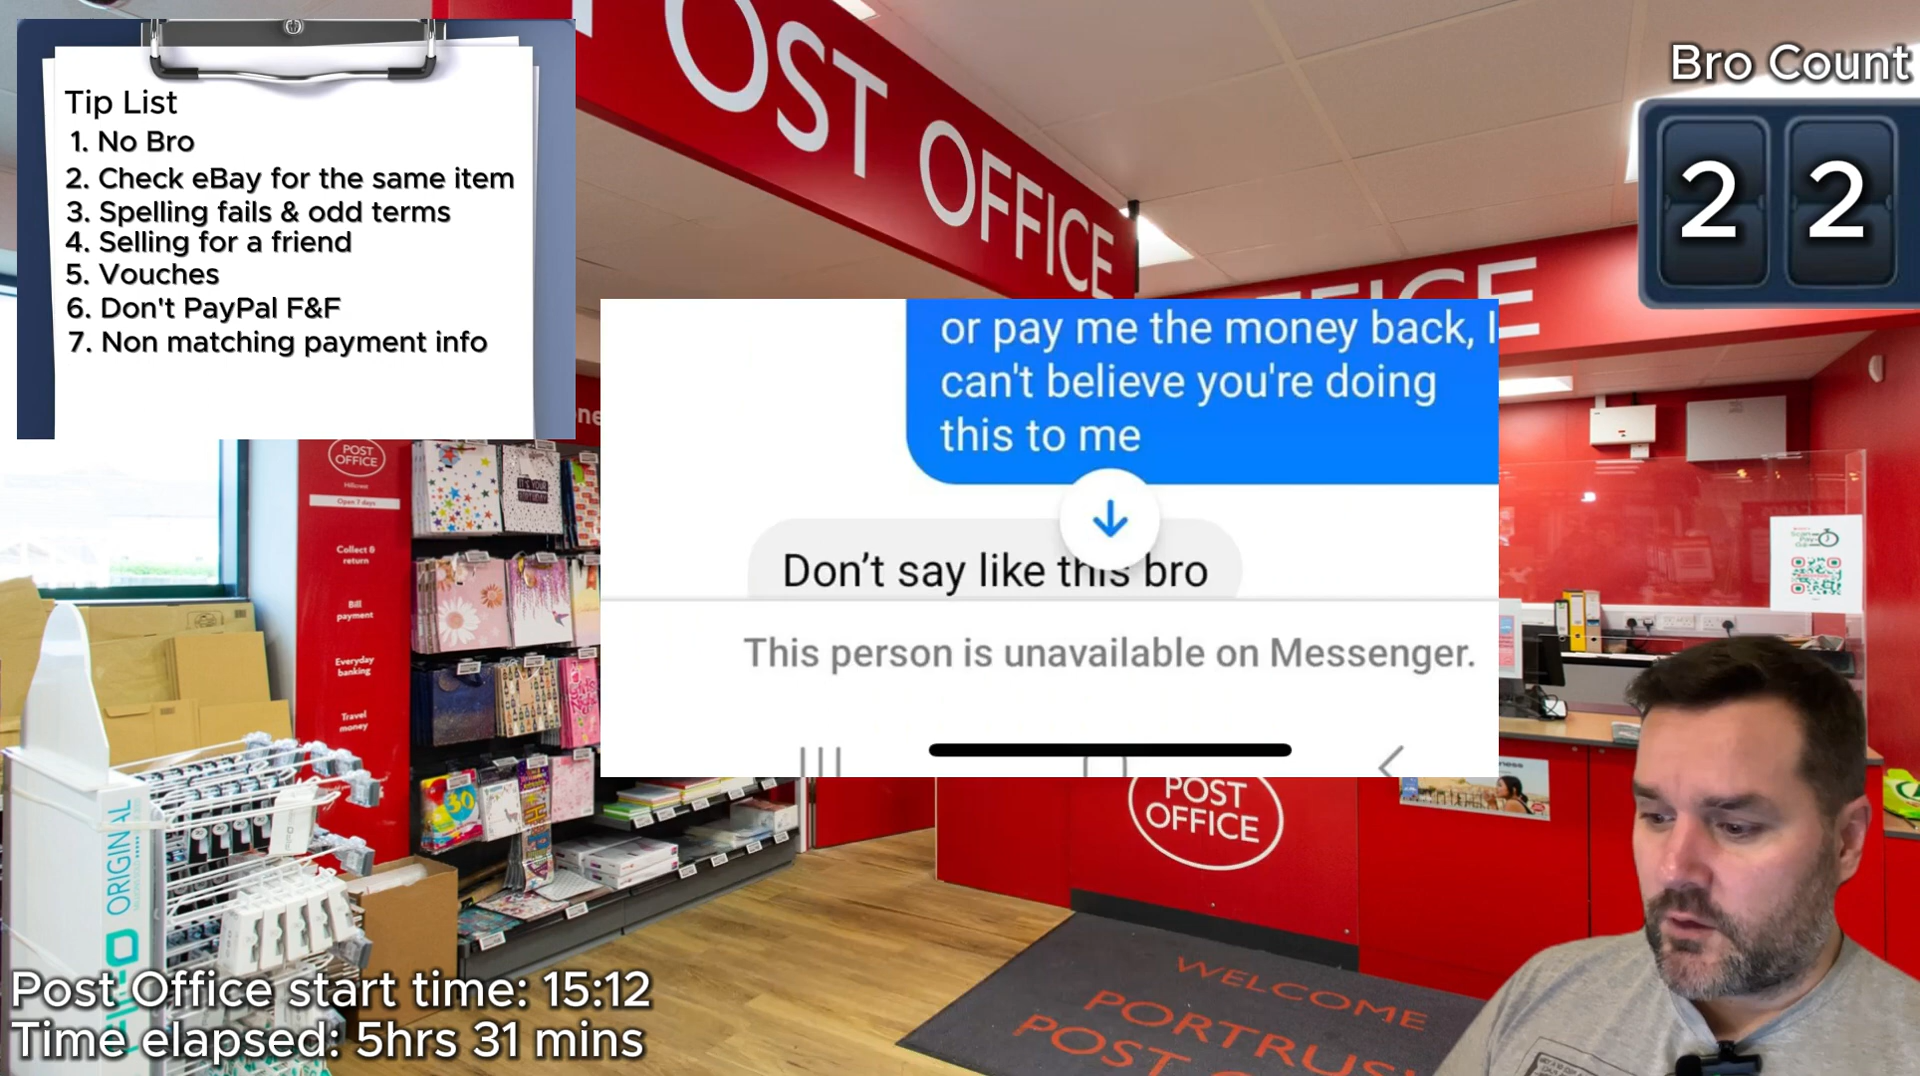 Tip List
1. No Bro
2. Check eBay for the same item
3. Spelling fails & odd terms
4. Selling for a friend
5. Vouches
6. Don't PayPal F&F
7. Non matching payment info
POST OFFICE
Bro Count
2 2
or pay me the money back, I
can't believe you're doing
this to me
Don't say like this bro
This person is unavailable on Messenger.
POST
OFFICE
Open 7 days
Collect &
return
Bill
payment
Everyday
banking
Travel
money
ORIGINAL
POST
OFFICE
WELCOME
PORTRUS
POST
Post Office start time: 15:12
Time elapsed: 5hrs 31 mins